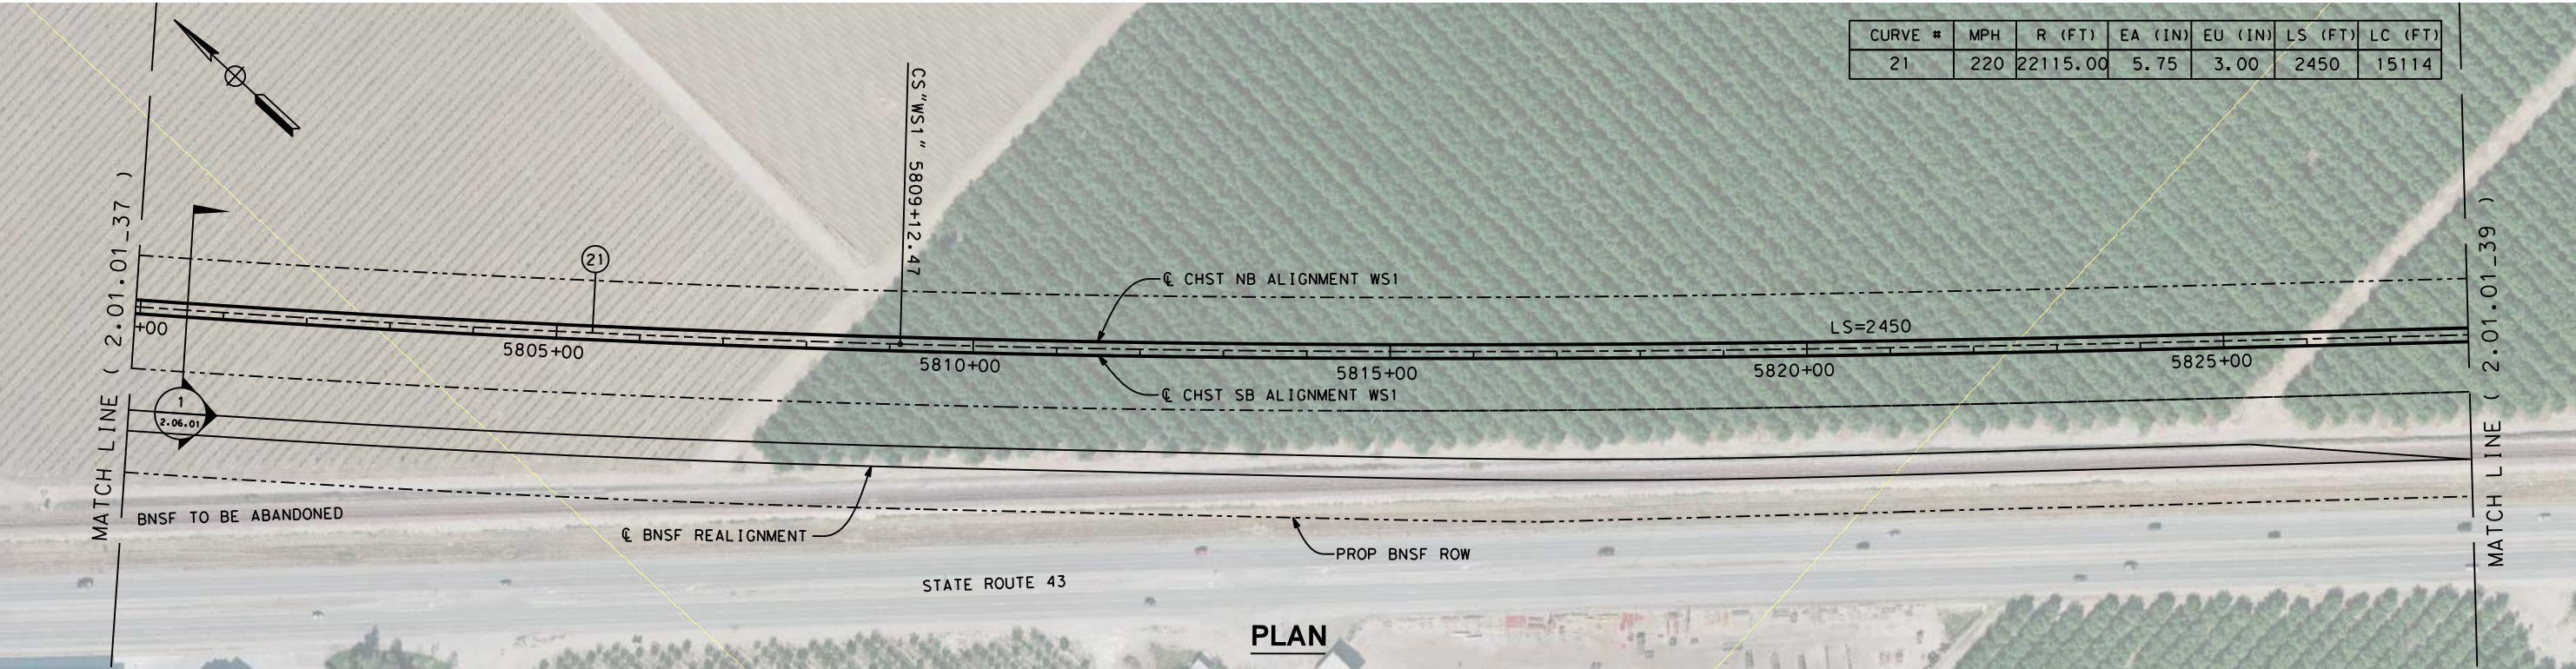 CURVE # MPH R (FT) EA (IN) EU (IN) LS (FT) LC (FT)
21 220 22115.00 5.75 3.00 2450 15114
MATCH LINE ( 2.01.01_37 )
CS"WS1" 5809+12.47
21
℄ CHST NB ALIGNMENT WS1
LS=2450
+00
5805+00
5810+00
5815+00
5820+00
5825+00
℄ CHST SB ALIGNMENT WS1
1
2.06.01
BNSF TO BE ABANDONED
℄ BNSF REALIGNMENT
PROP BNSF ROW
STATE ROUTE 43
MATCH LINE ( 2.01.01_39 )
PLAN